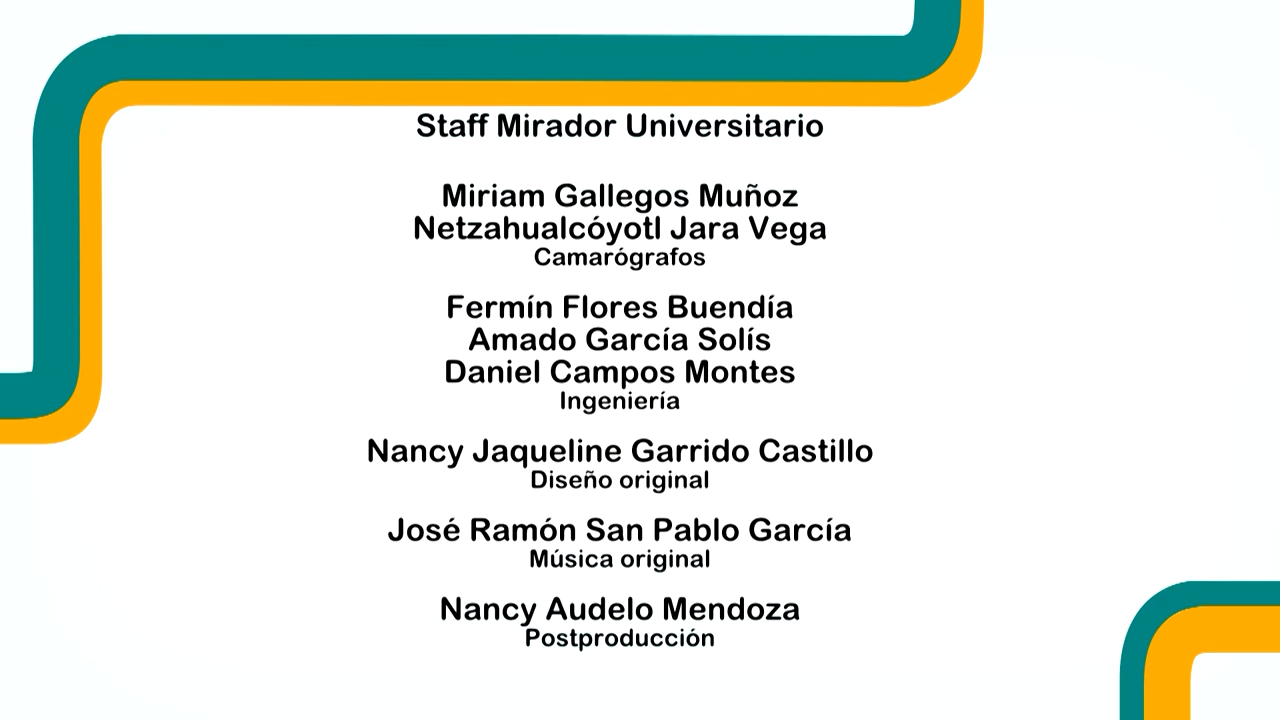 Staff Mirador Universitario
Miriam Gallegos Muñoz
Netzahualcóyotl Jara Vega
Camarógrafos
Fermín Flores Buendía
Amado García Solís
Daniel Campos Montes
Ingeniería
Nancy Jaqueline Garrido Castillo
Diseño original
José Ramón San Pablo García
Música original
Nancy Audelo Mendoza
Postproducción